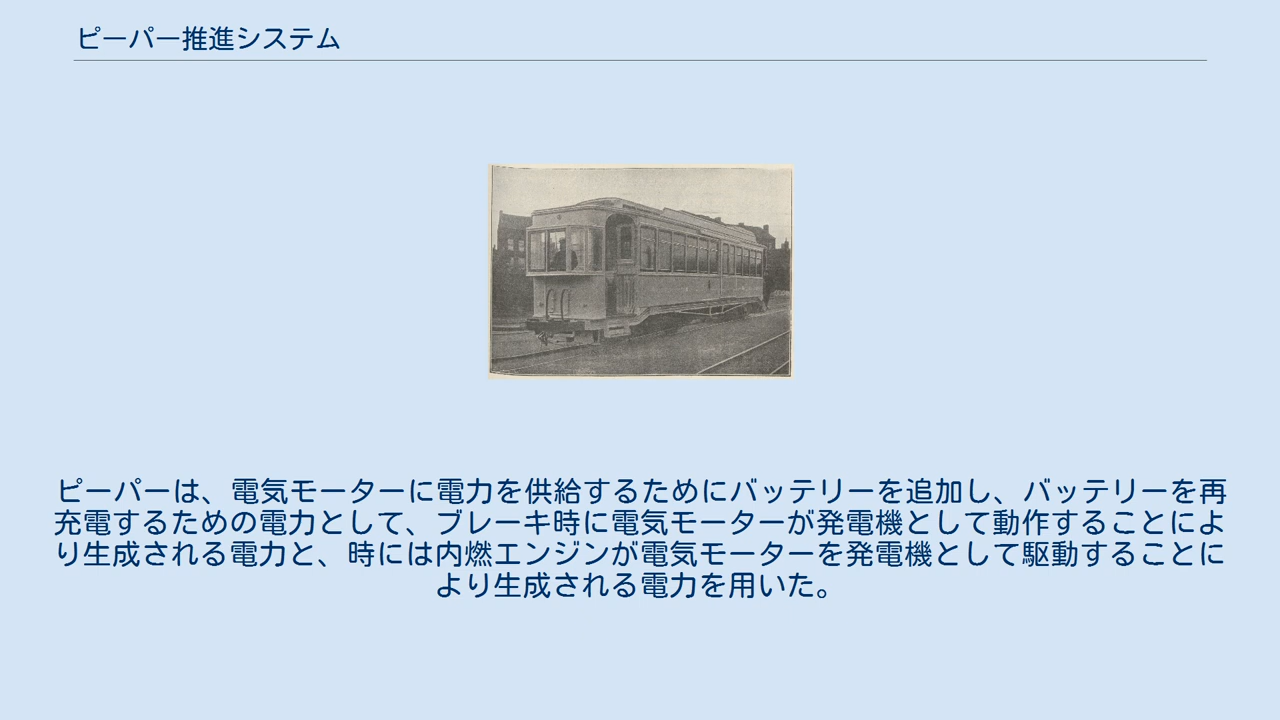 ピーパー推進システム
ピーパーは、電気モーターに電力を供給するためにバッテリーを追加し、バッテリーを再
充電するための電力として、ブレーキ時に電気モーターが発電機として動作することによ
り生成される電力と、時には内燃エンジンが電気モーターを発電機として駆動することに
より生成される電力を用いた。